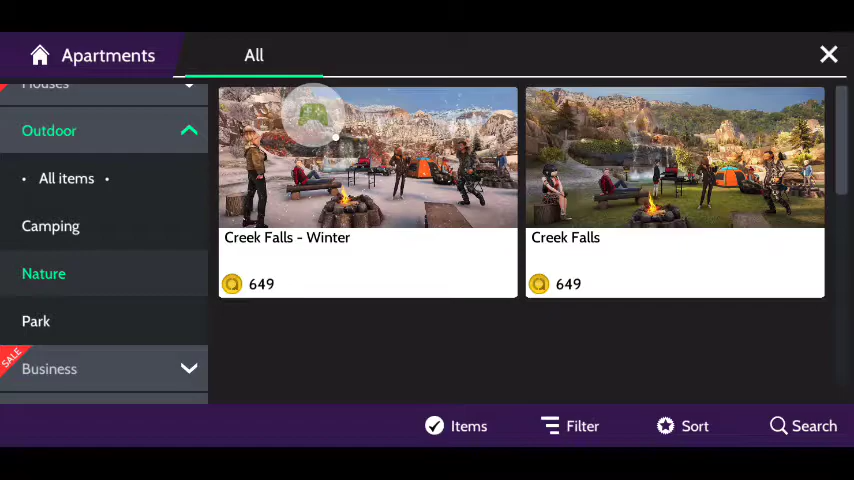 Apartments
All
Houses
Outdoor
• All items •
Camping
Nature
Park
SALE
Business
Creek Falls - Winter
649
Creek Falls
649
Items
Filter
Sort
Search